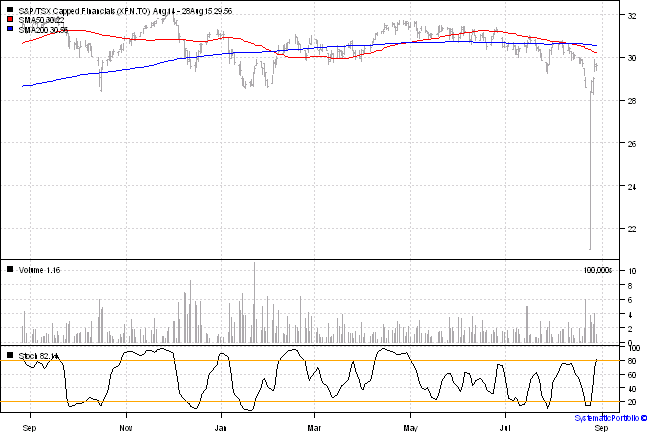 S&P/TSX Capped Financials (XFN.TO) Aug14 - 28Aug15 29.56
SMA50 30.22
SMA200 30.56
32
30
28
26
24
22
Volume 1.16
100,000s
10
8
6
4
2
0
Stoch 82.14
100
80
60
40
20
Sep Nov Jan Mar May Jul Sep
SystematicPortfolio ©